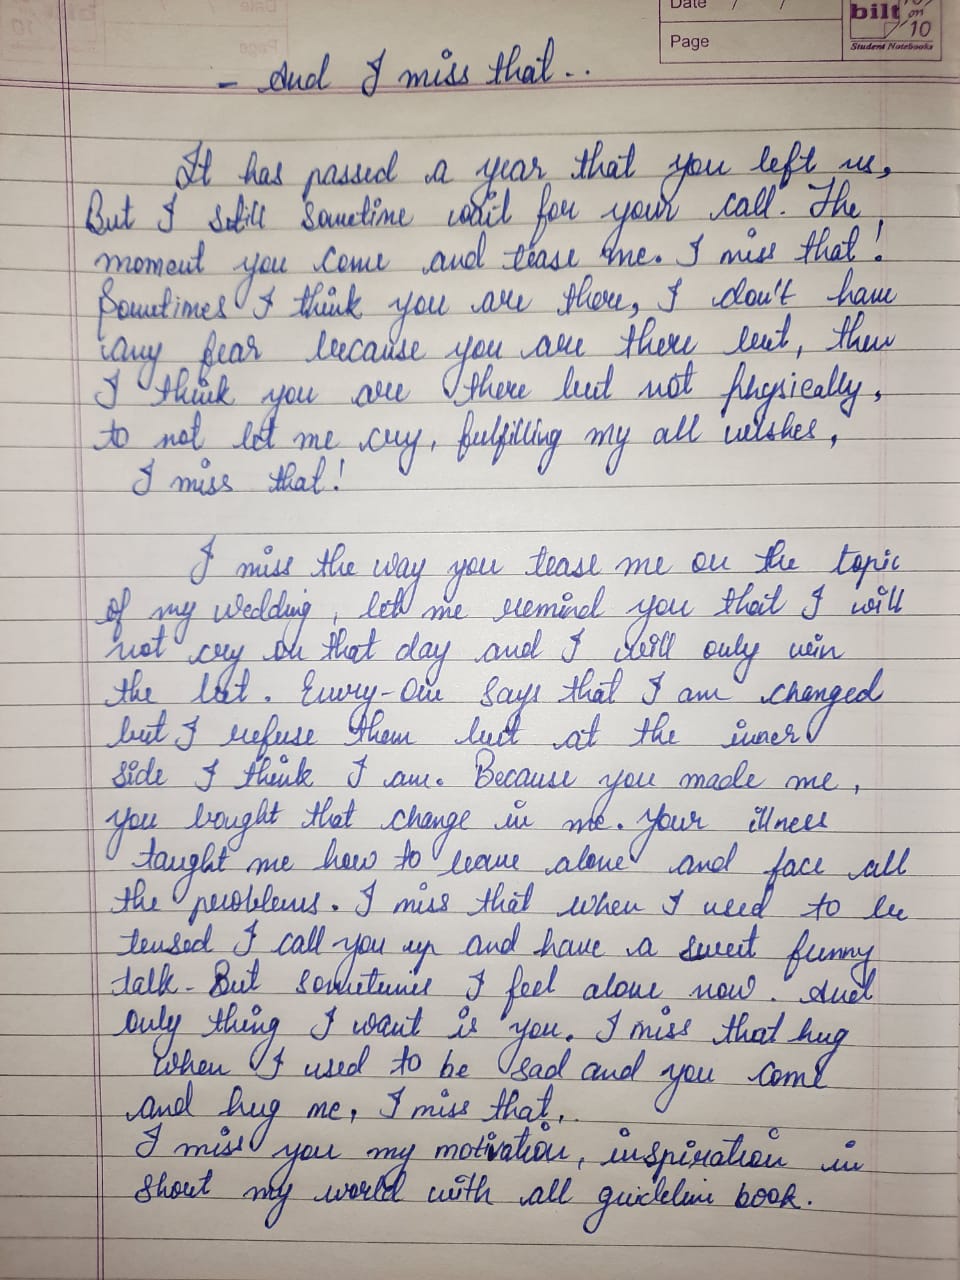 Date / /
Page
bilt on 10
Student Notebooks
- And I miss that..
It has passed a year that you left us,
But I still sometime wait for your call. The
moment you come and tease me. I miss that!
Sometimes I think you are there, I don't have
any fear because you are there but, then
I think you are there but not physically,
to not let me cry, fulfilling my all wishes,
I miss that!
I miss the way you tease me on the topic
of my wedding, let me remind you that I will
not cry on that day and I will only win
the bet. Every-One says that I am changed
but I refuse them but at the inner
side I think I am. Because you made me,
you bought that change in me. Your illness
taught me how to leave alone and face all
the problems. I miss that when I used to be
tensed I call you up and have a sweet funny
talk. But sometimes I feel alone now. And
only thing I want is you. I miss that hug
When I used to be sad and you come
and hug me, I miss that,
I miss you my motivation, inspiration in
short my world with all guideline book.